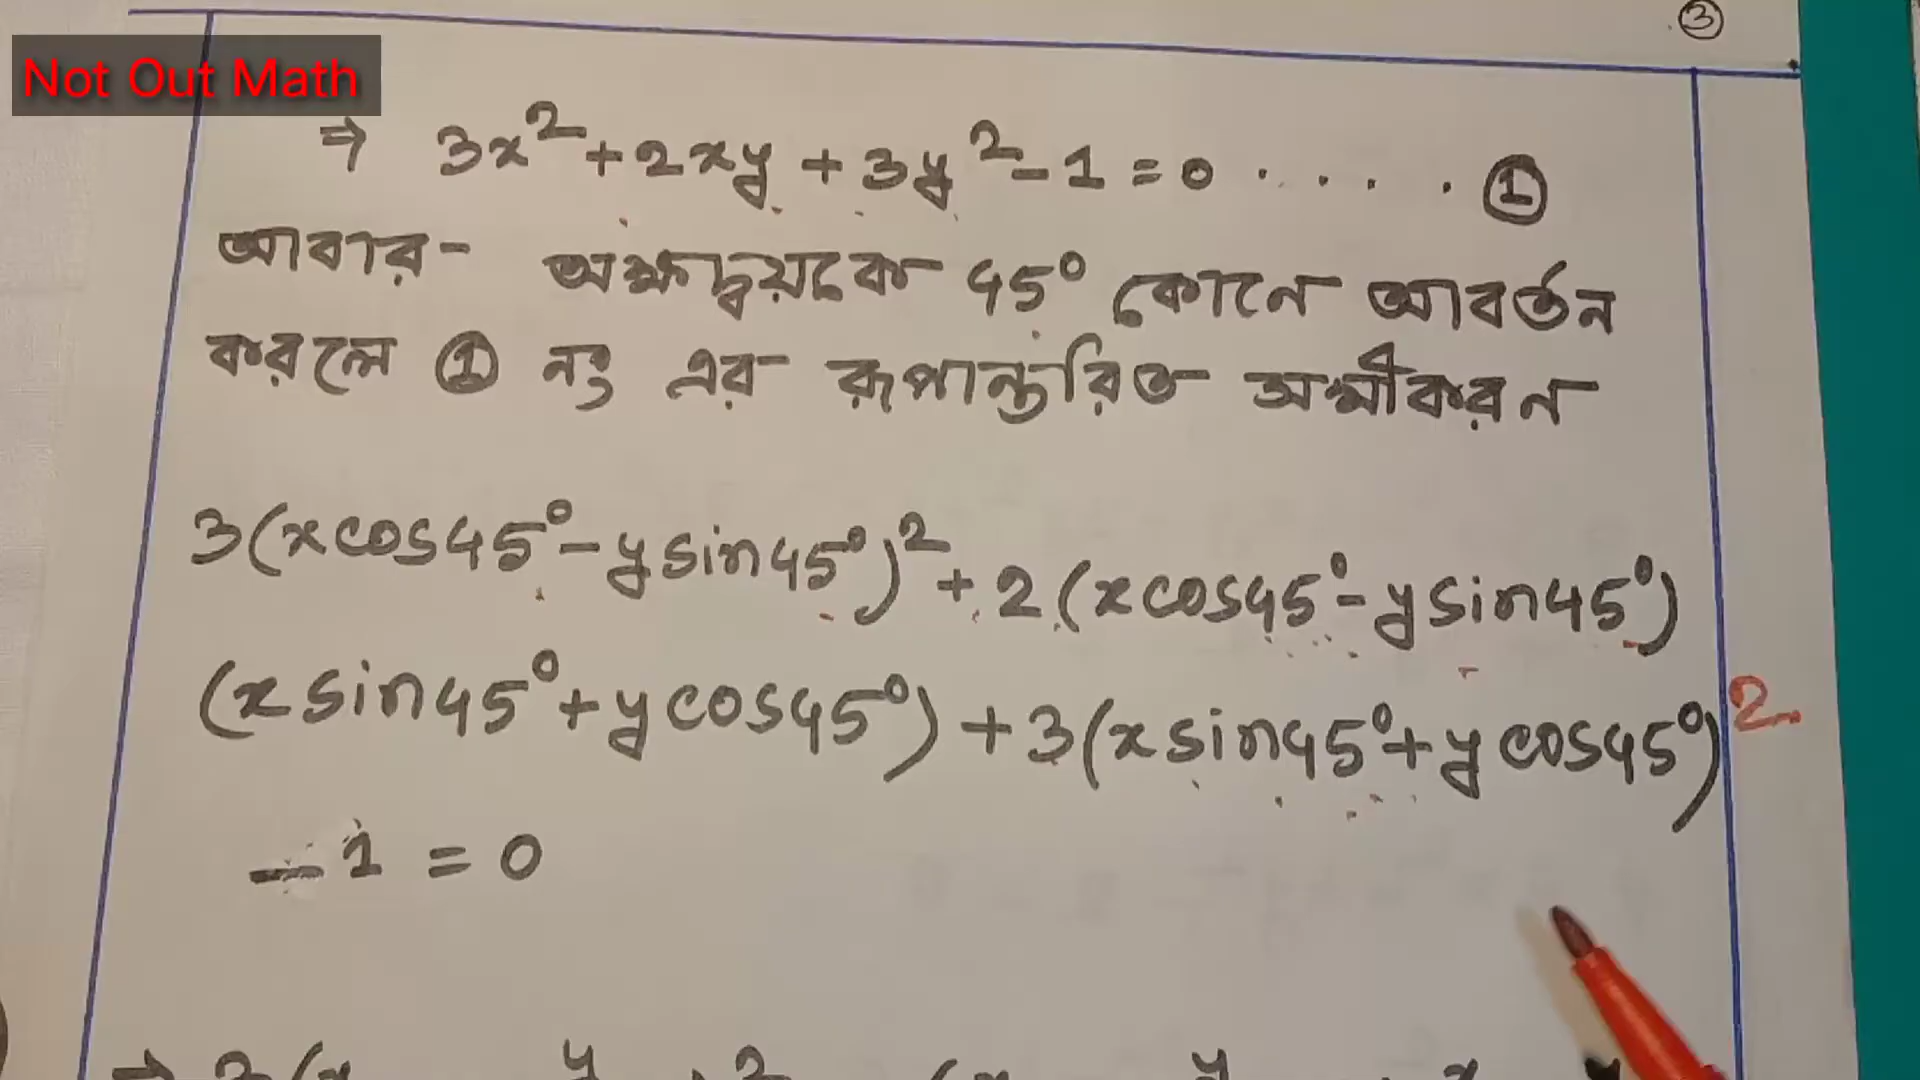 ③
Not Out Math
⇒ 3x² + 2xy + 3y² - 1 = 0 . . . . ①
আবার- অক্ষদ্বয়কে 45° কোনে আবর্তন
করলে ① নং এর রূপান্তরিত সমীকরন
3(xcos45° - ysin45°)² + 2(xcos45° - ysin45°)
(xsin45° + ycos45°) + 3(xsin45° + ycos45°)²
- 1 = 0